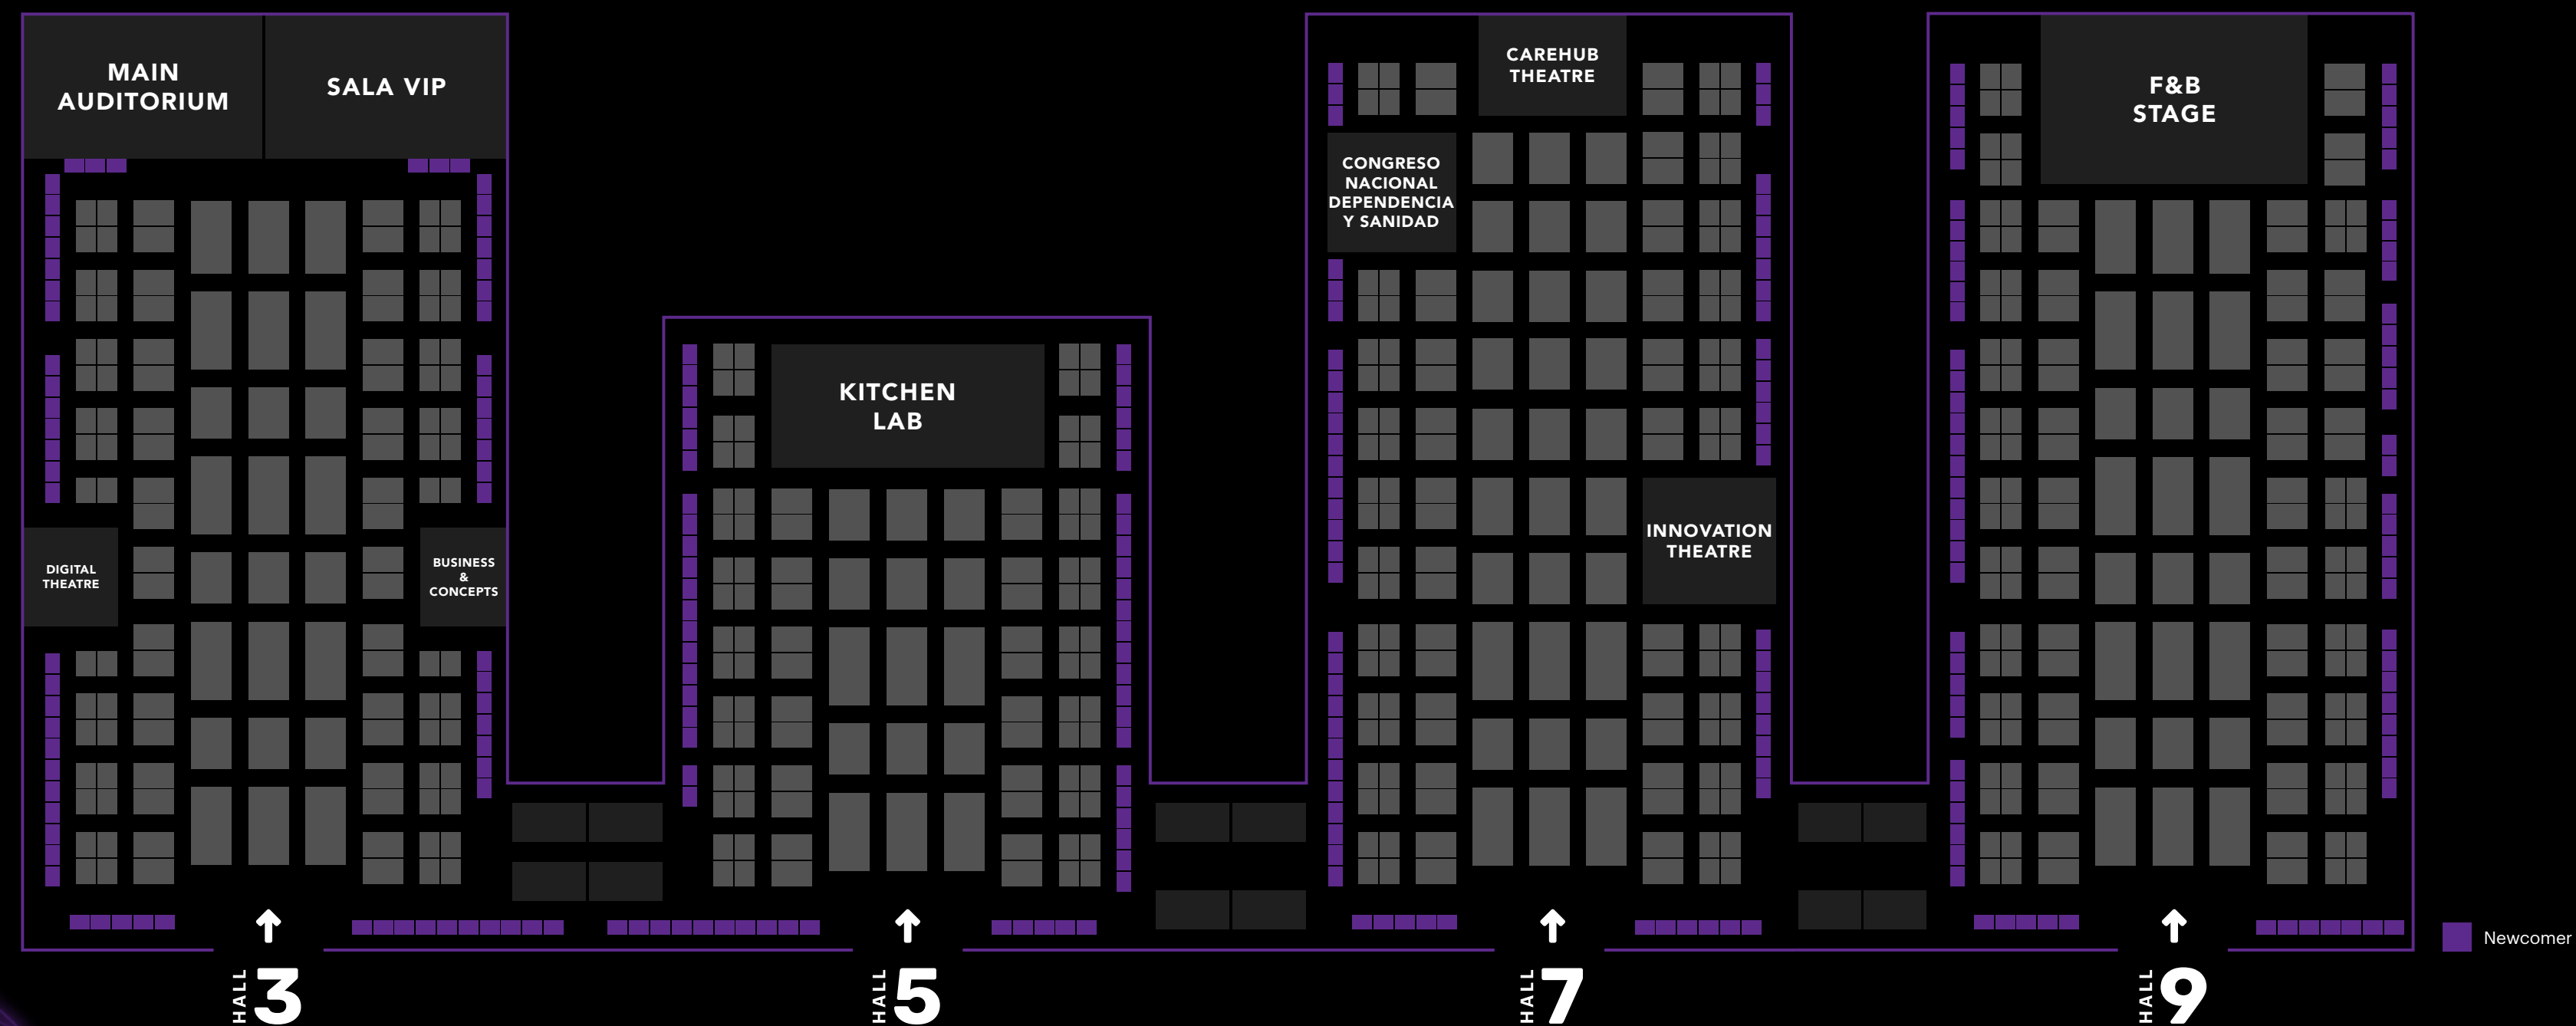 MAIN
AUDITORIUM
SALA VIP
DIGITAL
THEATRE
BUSINESS
&
CONCEPTS
KITCHEN
LAB
CAREHUB
THEATRE
CONGRESO
NACIONAL
DEPENDENCIA
Y SANIDAD
INNOVATION
THEATRE
F&B
STAGE
Newcomer
HALL 3
HALL 5
HALL 7
HALL 9